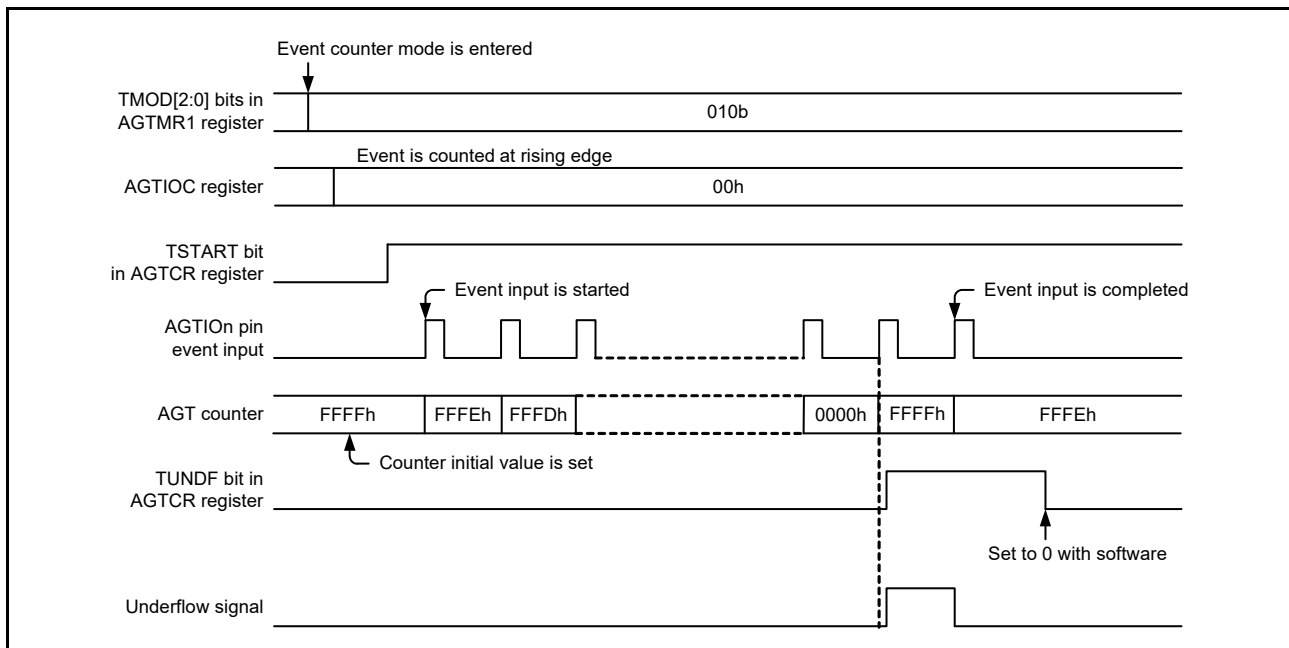 Event counter mode is entered
TMOD[2:0] bits in
AGTMR1 register
010b
Event is counted at rising edge
AGTIOC register
00h
TSTART bit
in AGTCR register
Event input is started
Event input is completed
AGTIOn pin
event input
AGT counter
FFFFh
FFFEh
FFFDh
0000h
FFFFh
FFFEh
Counter initial value is set
TUNDF bit in
AGTCR register
Set to 0 with software
Underflow signal